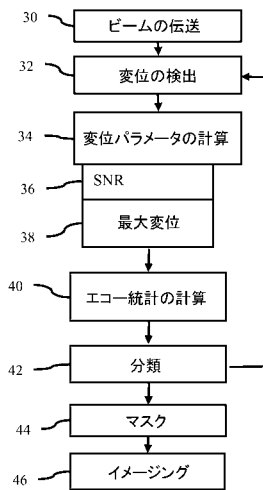 30 ビームの伝送
32 変位の検出
34 変位パラメータの計算
36 SNR
38 最大変位
40 エコー統計の計算
42 分類
44 マスク
46 イメージング